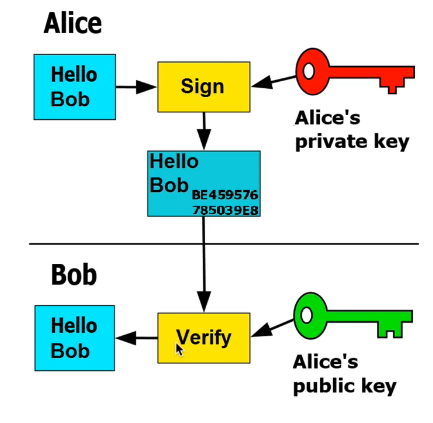 Alice
Hello
Bob
Sign
Alice's
private key
Hello
Bob
BE459576
785039E8
Bob
Hello
Bob
Verify
Alice's
public key